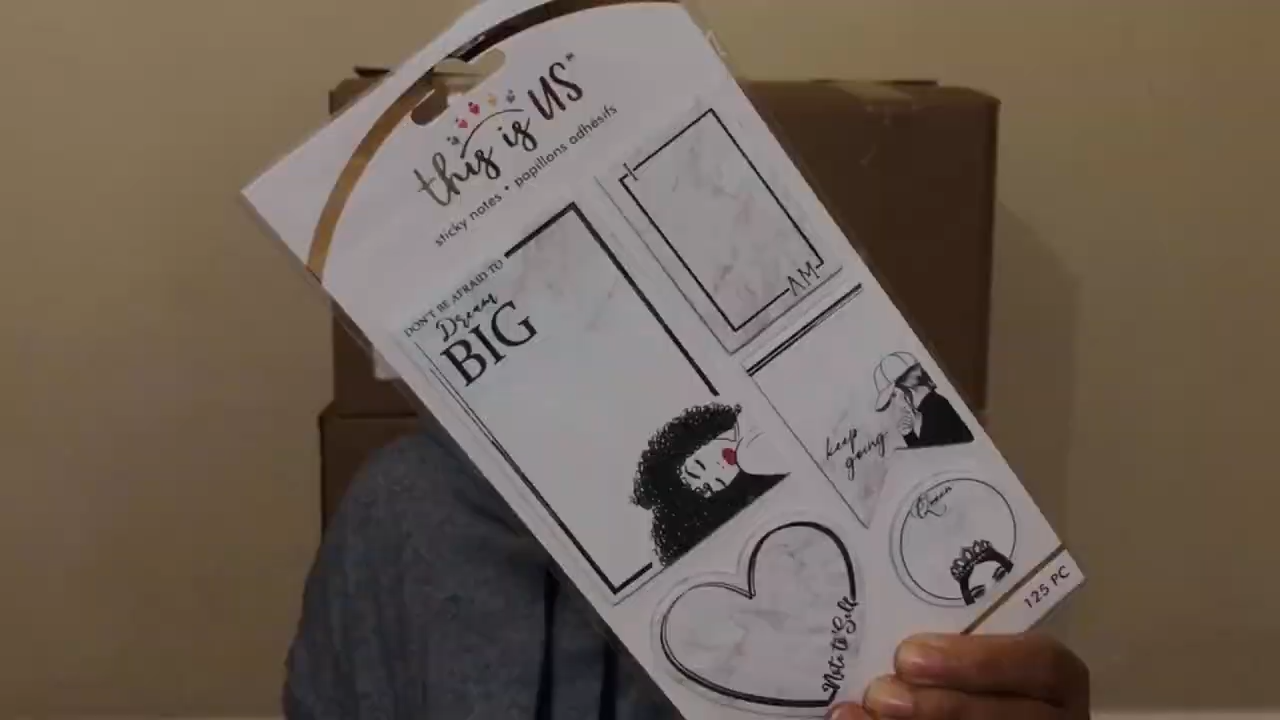 this is US™
sticky notes • papillons adhésifs
DON'T BE AFRAID TO
Dream
BIG
I
AM
keep
going
Queen
Note to Self
125 PC